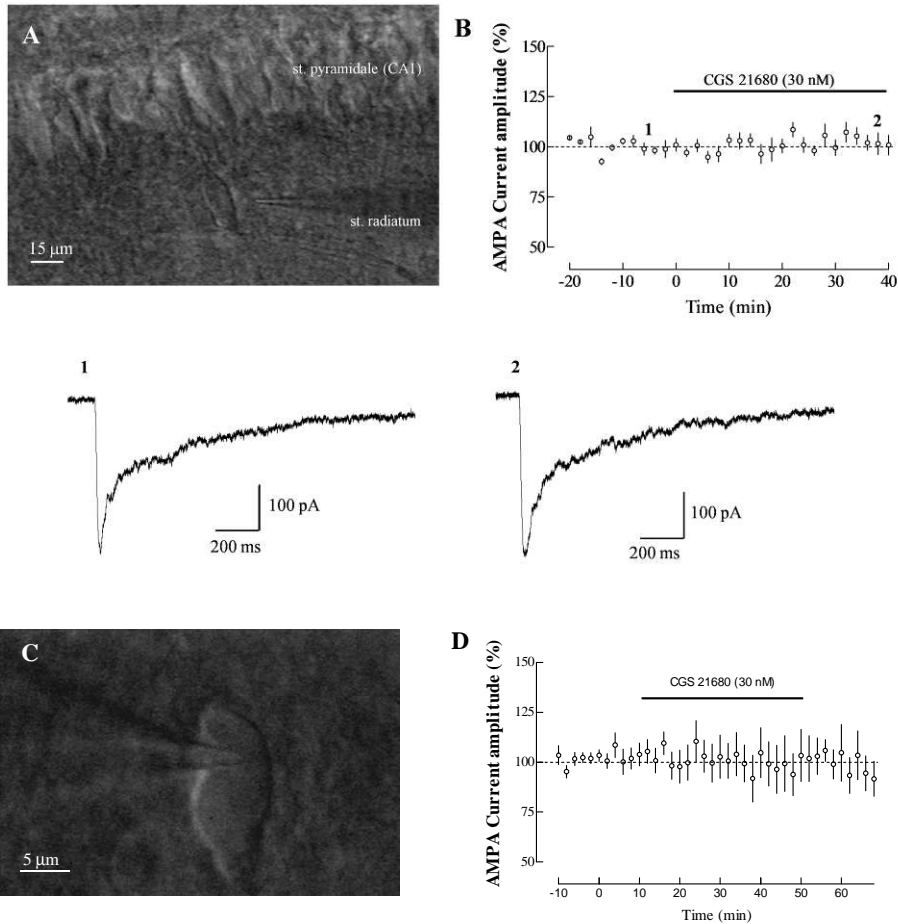 A
st. pyramidale (CA1)
st. radiatum
15 μm
B
AMPA Current amplitude (%)
150
125
100
75
50
CGS 21680 (30 nM)
1
2
-20
-10
0
10
20
30
40
Time (min)
1
100 pA
200 ms
2
100 pA
200 ms
C
5 μm
D
AMPA Current amplitude (%)
150
125
100
75
50
CGS 21680 (30 nM)
-10
0
10
20
30
40
50
60
Time (min)